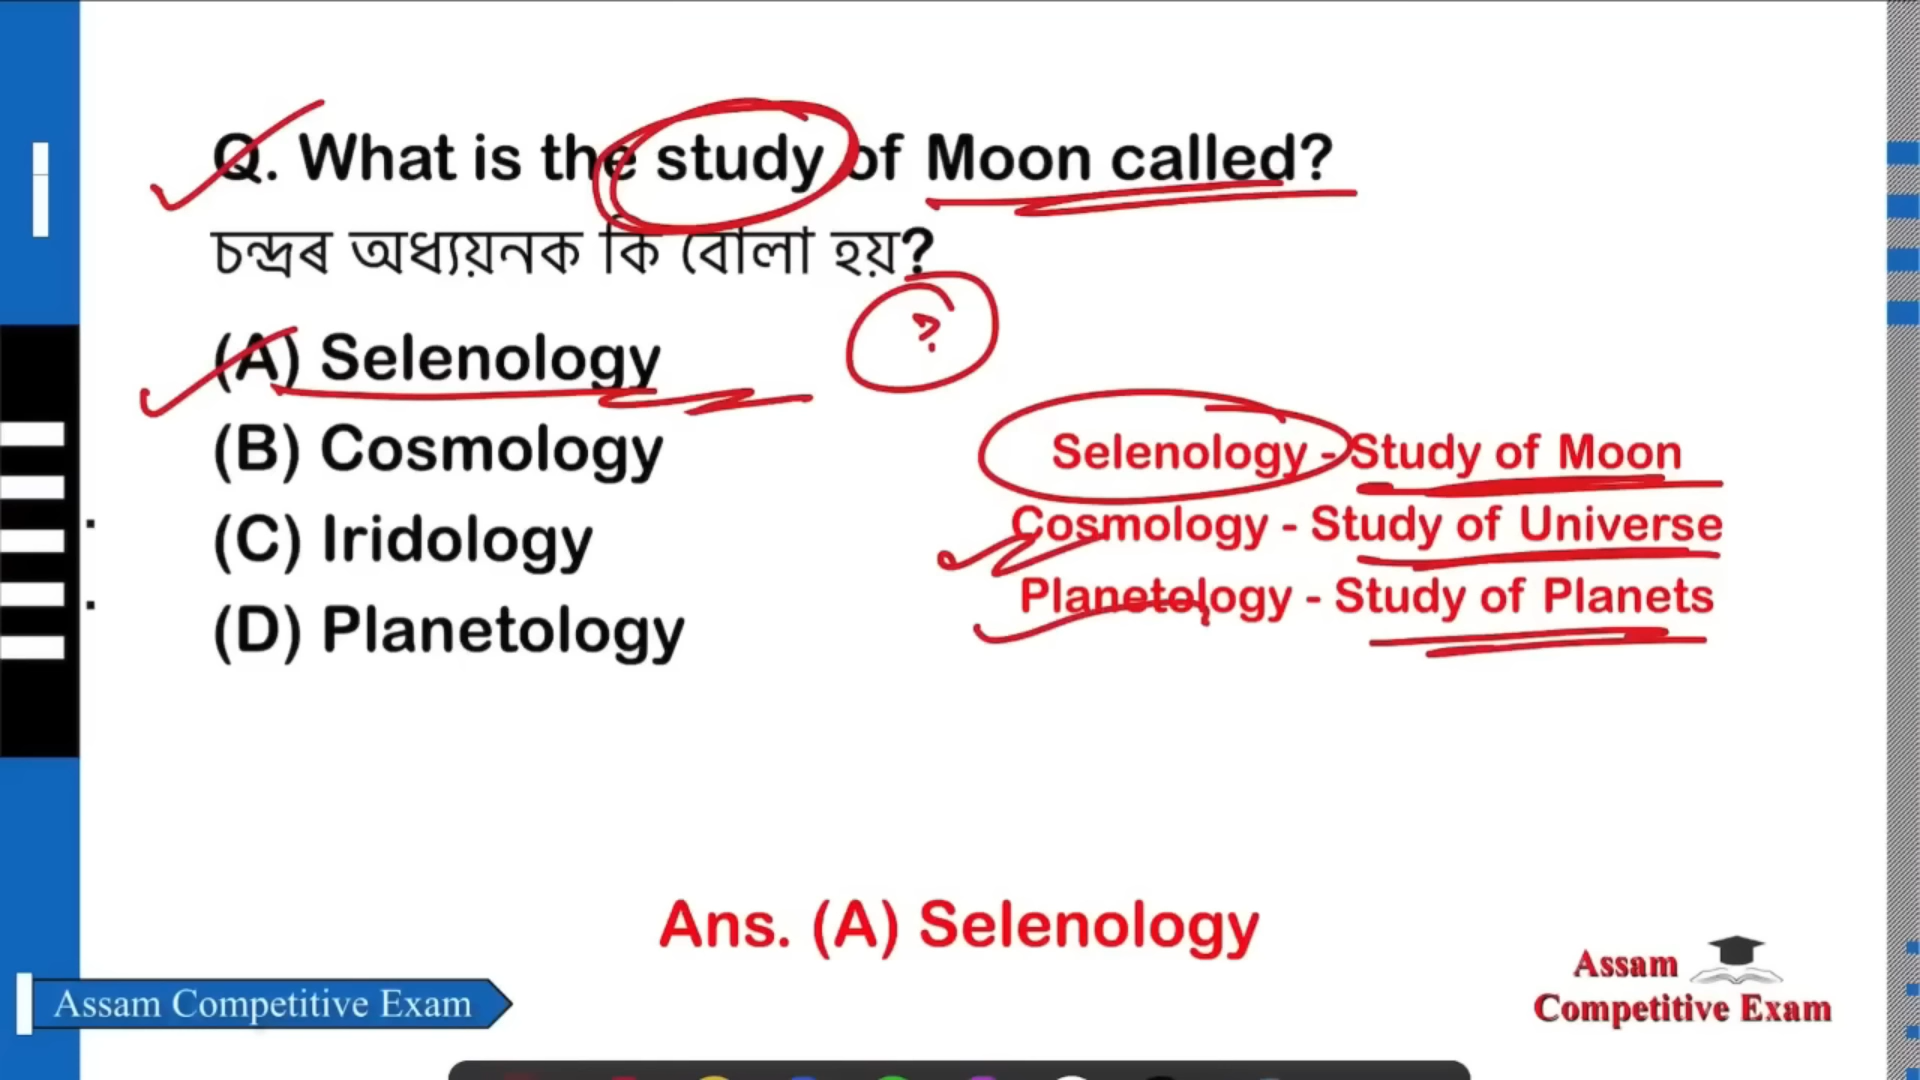 Q. What is the study of Moon called?
চন্দ্ৰৰ অধ্যয়নক কি বোলা হয়?
?
(A) Selenology
(B) Cosmology
(C) Iridology
(D) Planetology
Selenology - Study of Moon
Cosmology - Study of Universe
Planetology - Study of Planets
Ans. (A) Selenology
Assam Competitive Exam
Assam
Competitive Exam